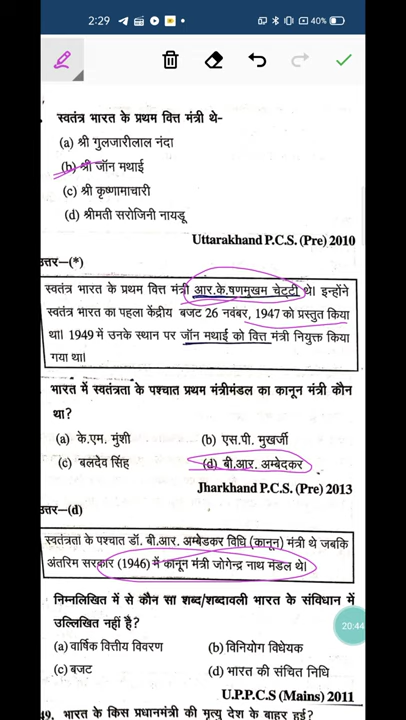 2:29
40%
स्वतंत्र भारत के प्रथम वित्त मंत्री थे-
(a) श्री गुलजारीलाल नंदा
(b) श्री जॉन मथाई
(c) श्री कृष्णामाचारी
(d) श्रीमती सरोजिनी नायडू
Uttarakhand P.C.S. (Pre) 2010
उत्तर—(*)
स्वतंत्र भारत के प्रथम वित्त मंत्री आर.के.षणमुखम चेट्टी थे। इन्होंने
स्वतंत्र भारत का पहला केंद्रीय बजट 26 नवंबर, 1947 को प्रस्तुत किया
था। 1949 में उनके स्थान पर जॉन मथाई को वित्त मंत्री नियुक्त किया
गया था।
भारत में स्वतंत्रता के पश्चात प्रथम मंत्रीमंडल का कानून मंत्री कौन
था?
(a) के.एम. मुंशी (b) एस.पी. मुखर्जी
(c) बलदेव सिंह (d) बी.आर. अम्बेदकर
Jharkhand P.C.S. (Pre) 2013
उत्तर—(d)
स्वतंत्रता के पश्चात डॉ. बी.आर. अम्बेडकर विधि (कानून) मंत्री थे जबकि
अंतरिम सरकार (1946) में कानून मंत्री जोगेन्द्र नाथ मंडल थे।
निम्नलिखित में से कौन सा शब्द/शब्दावली भारत के संविधान में
उल्लिखित नहीं है?
20:44
(a) वार्षिक वित्तीय विवरण (b) विनियोग विधेयक
(c) बजट (d) भारत की संचित निधि
U.P.P.C.S (Mains) 2011
49. भारत के किस प्रधानमंत्री की मृत्यु देश के बाहर हुई?